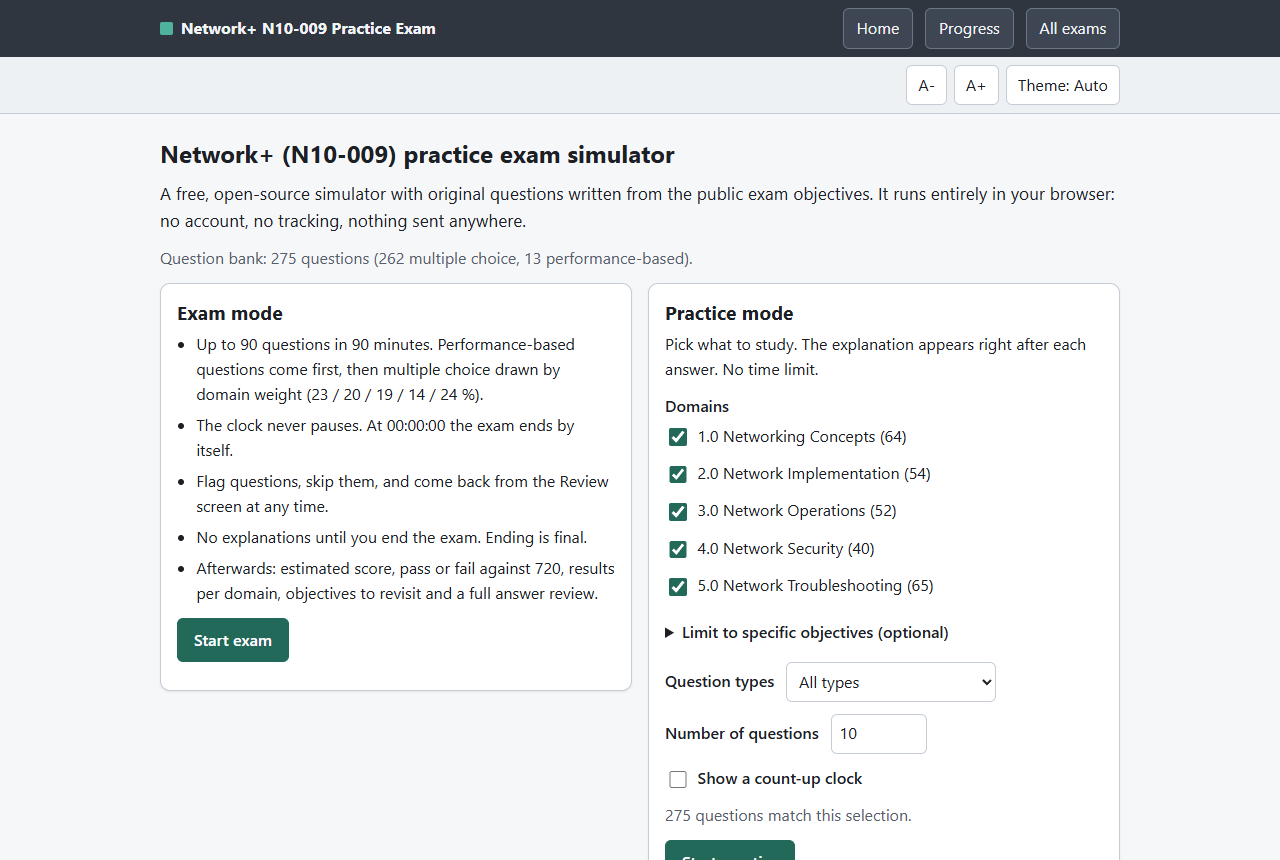 Network+ N10-009 Practice Exam
Home
Progress
All exams
A-
A+
Theme: Auto
Network+ (N10-009) practice exam simulator
A free, open-source simulator with original questions written from the public exam objectives. It runs entirely in your browser:
no account, no tracking, nothing sent anywhere.
Question bank: 275 questions (262 multiple choice, 13 performance-based).
Exam mode
Up to 90 questions in 90 minutes. Performance-based
questions come first, then multiple choice drawn by
domain weight (23 / 20 / 19 / 14 / 24 %).
The clock never pauses. At 00:00:00 the exam ends by
itself.
Flag questions, skip them, and come back from the Review
screen at any time.
No explanations until you end the exam. Ending is final.
Afterwards: estimated score, pass or fail against 720, results
per domain, objectives to revisit and a full answer review.
Start exam
Practice mode
Pick what to study. The explanation appears right after each
answer. No time limit.
Domains
1.0 Networking Concepts (64)
2.0 Network Implementation (54)
3.0 Network Operations (52)
4.0 Network Security (40)
5.0 Network Troubleshooting (65)
Limit to specific objectives (optional)
Question types
All types
Number of questions
10
Show a count-up clock
275 questions match this selection.